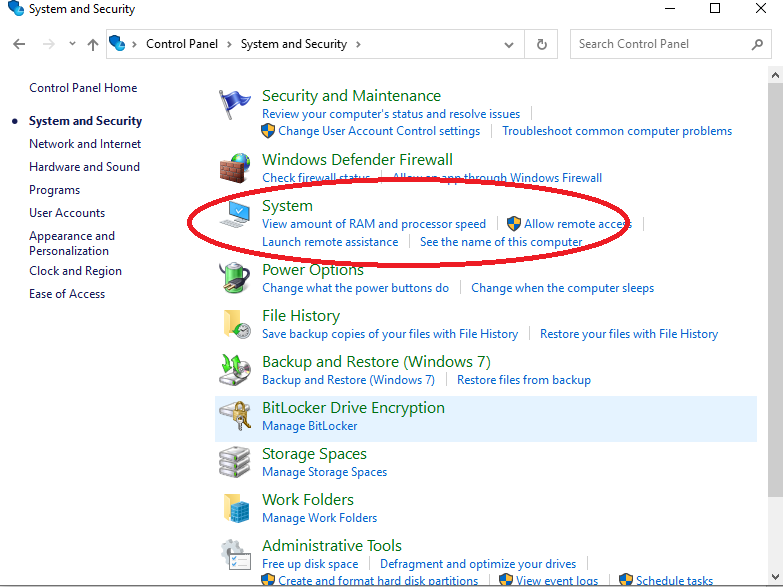 System and Security
Control Panel > System and Security >
Search Control Panel
Control Panel Home
System and Security
Network and Internet
Hardware and Sound
Programs
User Accounts
Appearance and
Personalization
Clock and Region
Ease of Access
Security and Maintenance
Review your computer's status and resolve issues
Change User Account Control settings
Troubleshoot common computer problems
Windows Defender Firewall
Check firewall status
Allow an app through Windows Firewall
System
View amount of RAM and processor speed
Allow remote access
Launch remote assistance
See the name of this computer
Power Options
Change what the power buttons do
Change when the computer sleeps
File History
Save backup copies of your files with File History
Restore your files with File History
Backup and Restore (Windows 7)
Backup and Restore (Windows 7)
Restore files from backup
BitLocker Drive Encryption
Manage BitLocker
Storage Spaces
Manage Storage Spaces
Work Folders
Manage Work Folders
Administrative Tools
Free up disk space
Defragment and optimize your drives
Create and format hard disk partitions
View event logs
Schedule tasks